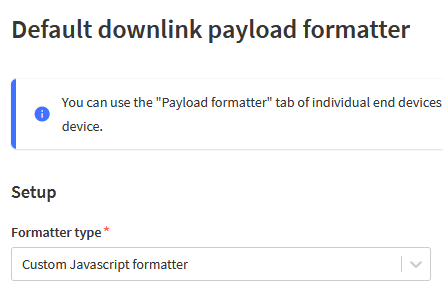 Default downlink payload formatter
You can use the "Payload formatter" tab of individual end devices
device.
Setup
Formatter type*
Custom Javascript formatter